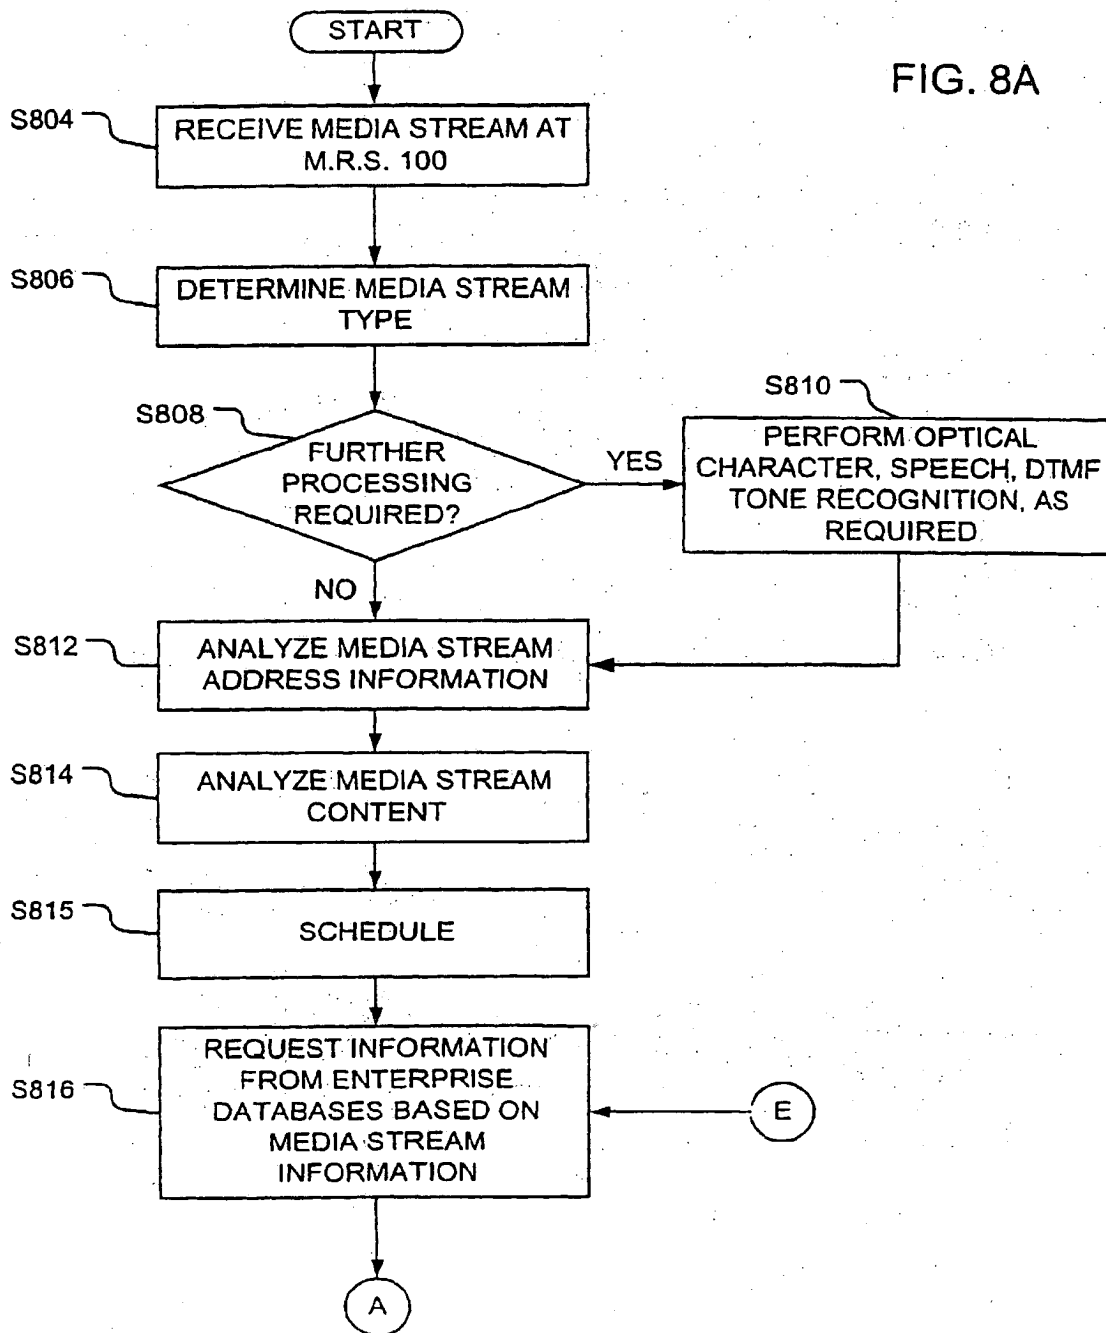 START
FIG. 8A
S804
RECEIVE MEDIA STREAM AT
M.R.S. 100
S806
DETERMINE MEDIA STREAM
TYPE
S808
FURTHER
PROCESSING
REQUIRED?
YES
S810
PERFORM OPTICAL
CHARACTER, SPEECH, DTMF
TONE RECOGNITION, AS
REQUIRED
NO
S812
ANALYZE MEDIA STREAM
ADDRESS INFORMATION
S814
ANALYZE MEDIA STREAM
CONTENT
S815
SCHEDULE
S816
REQUEST INFORMATION
FROM ENTERPRISE
DATABASES BASED ON
MEDIA STREAM
INFORMATION
E
A